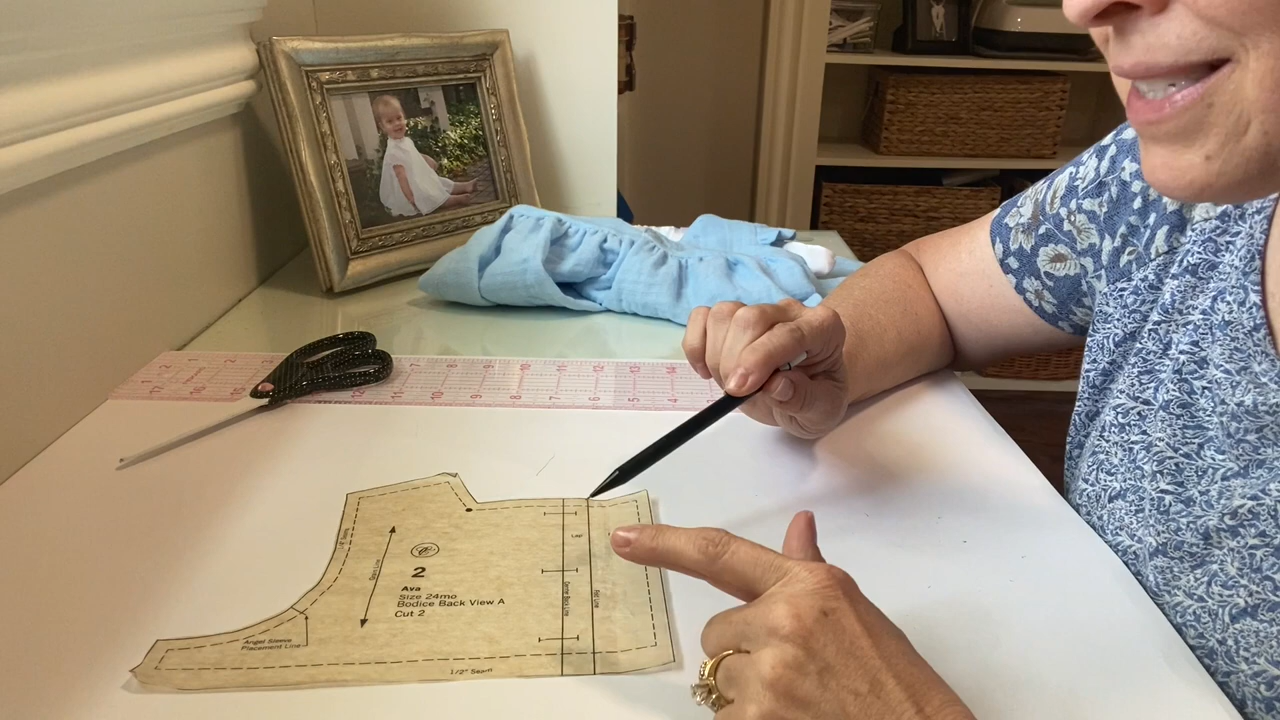 2
Ava
Size 24mo
Bodice Back View A
Cut 2
Grain Line
Angel Sleeve
Placement Line
1/2" Seam
Lap
Center Back Line
Fold Line